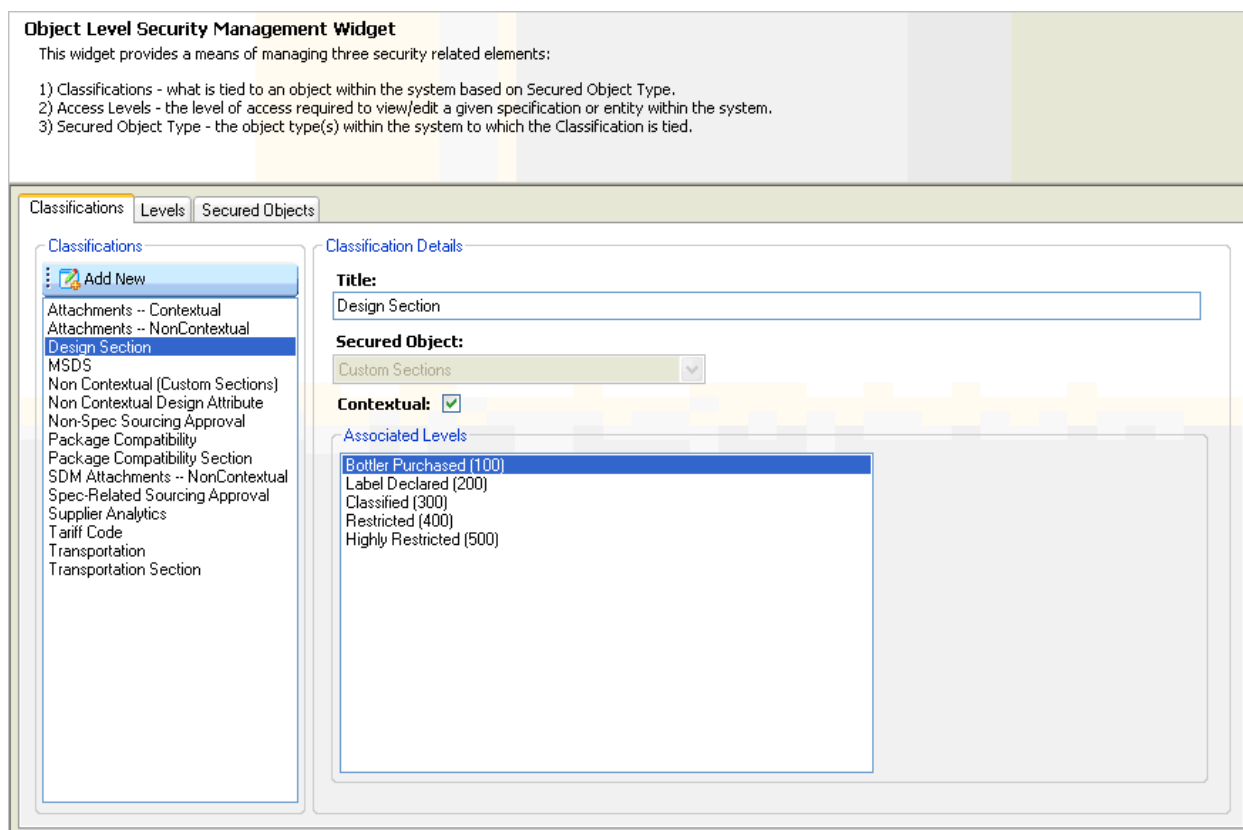 Object Level Security Management Widget
This widget provides a means of managing three security related elements:
1) Classifications - what is tied to an object within the system based on Secured Object Type.
2) Access Levels - the level of access required to view/edit a given specification or entity within the system.
3) Secured Object Type - the object type(s) within the system to which the Classification is tied.
Classifications Levels Secured Objects
Classifications
Add New
Attachments -- Contextual
Attachments -- NonContextual
Design Section
MSDS
Non Contextual (Custom Sections)
Non Contextual Design Attribute
Non-Spec Sourcing Approval
Package Compatibility
Package Compatibility Section
SDM Attachments -- NonContextual
Spec-Related Sourcing Approval
Supplier Analytics
Tariff Code
Transportation
Transportation Section
Classification Details
Title:
Design Section
Secured Object:
Custom Sections
Contextual:
Associated Levels
Bottler Purchased (100)
Label Declared (200)
Classified (300)
Restricted (400)
Highly Restricted (500)